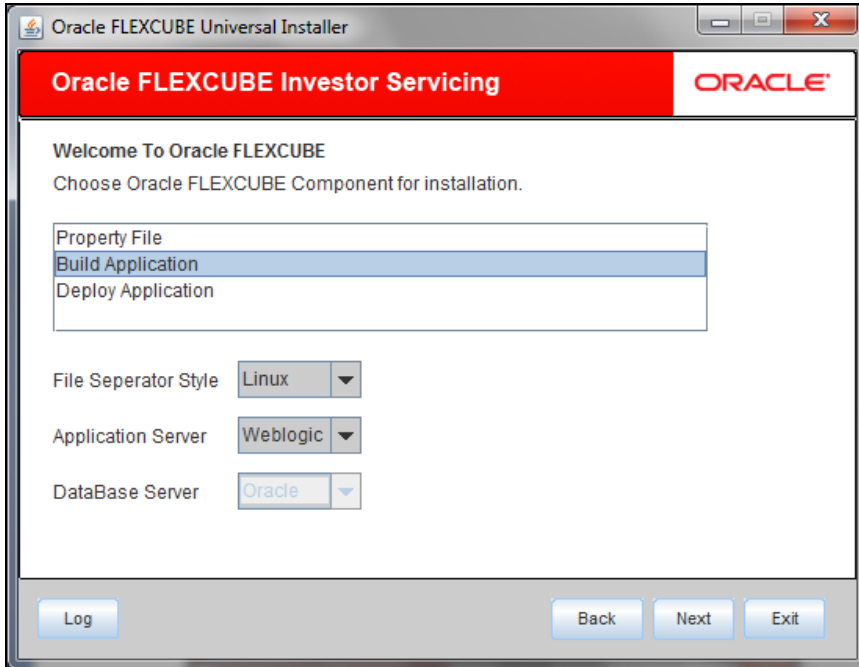 Oracle FLEXCUBE Universal Installer
Oracle FLEXCUBE Investor Servicing
ORACLE
Welcome To Oracle FLEXCUBE
Choose Oracle FLEXCUBE Component for installation.
Property File
Build Application
Deploy Application
File Seperator Style Linux
Application Server Weblogic
DataBase Server Oracle
Log Back Next Exit